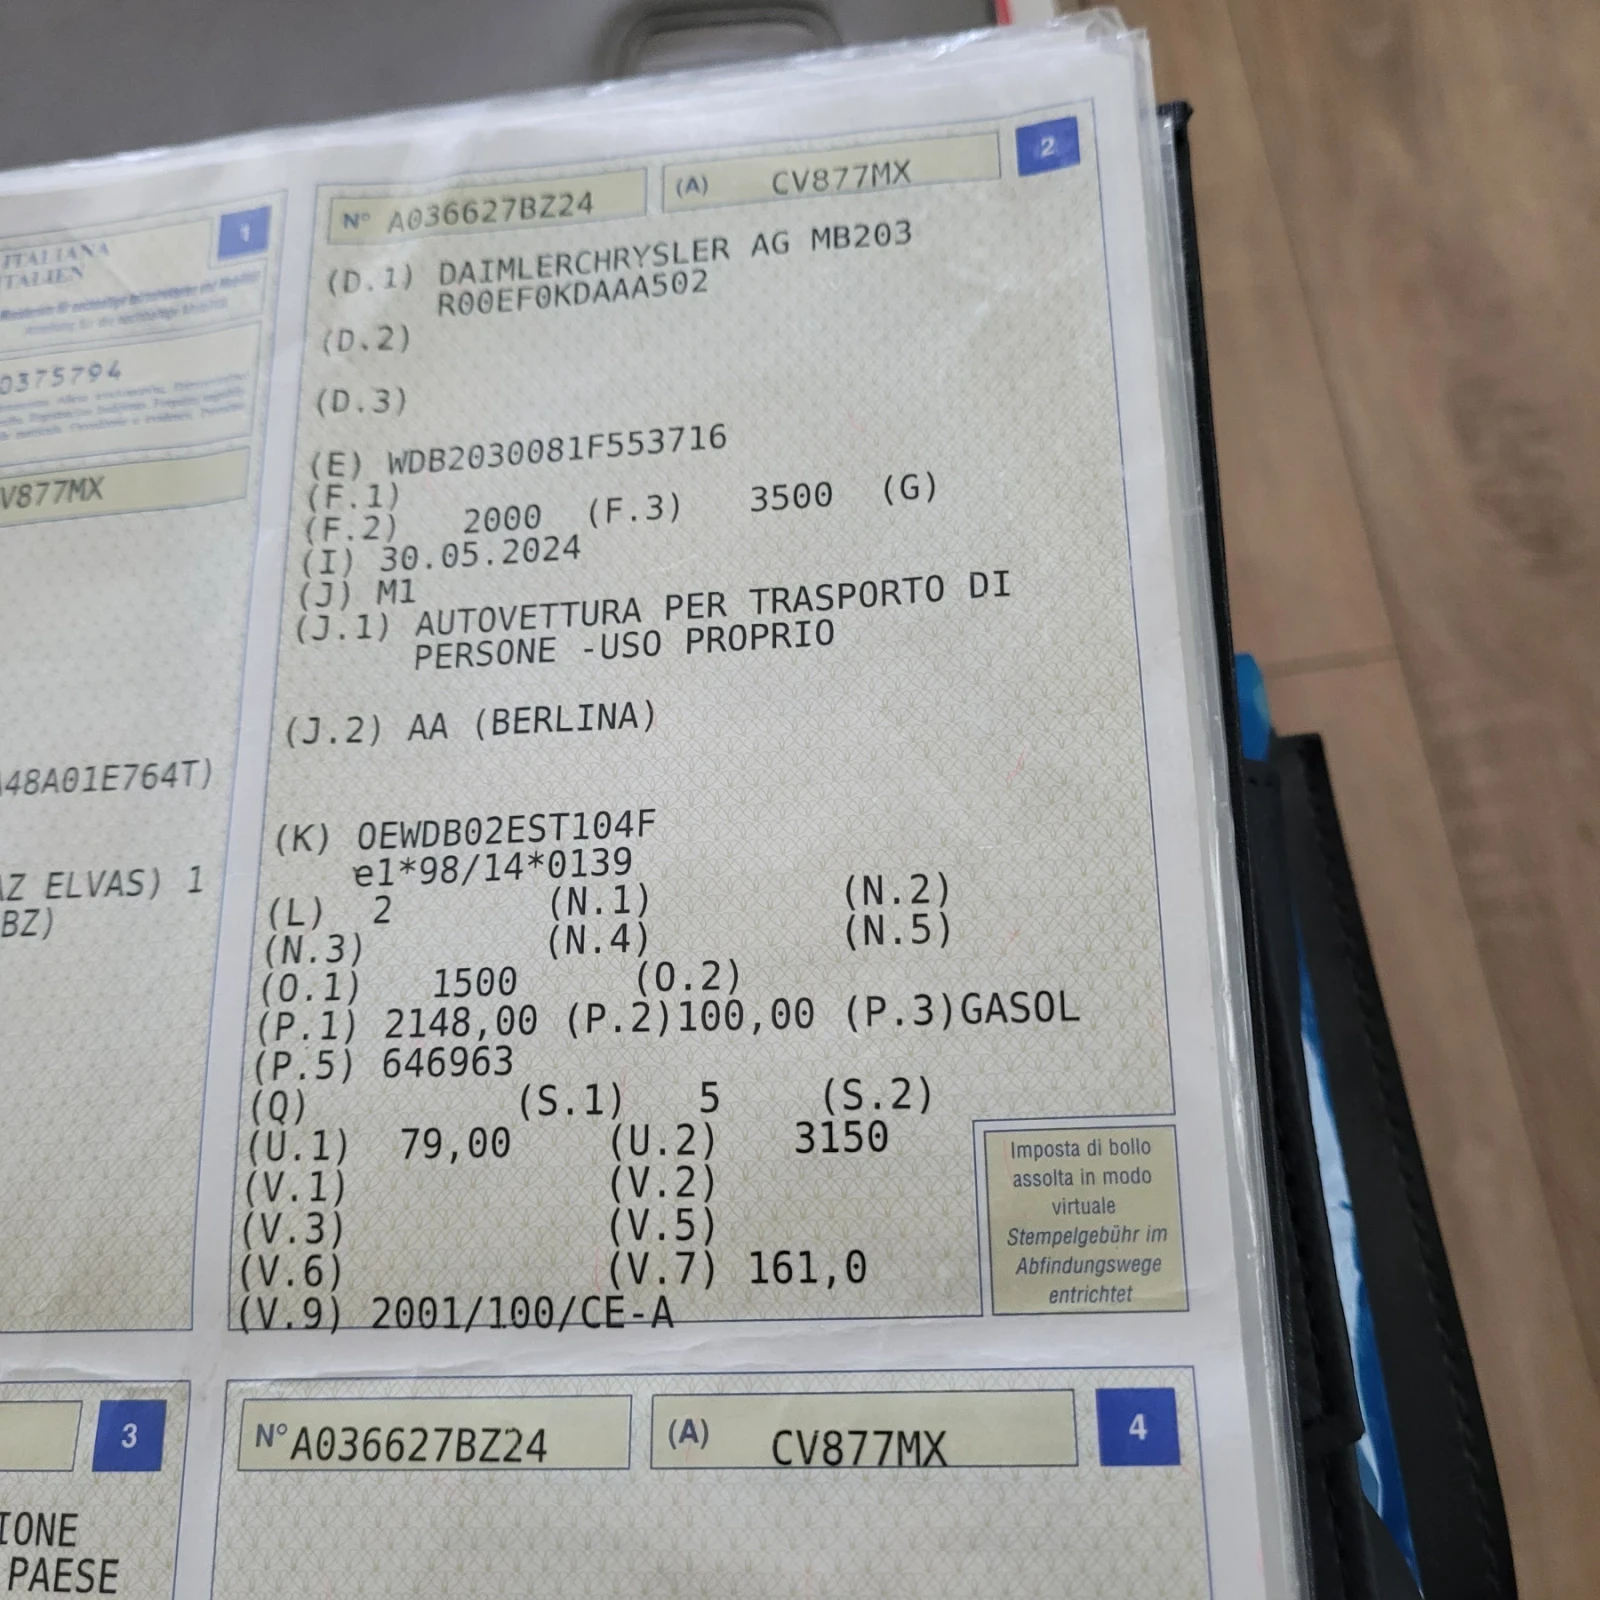 ITALIANA
ITALIEN
1
0375794
V877MX
A48A01E764T)
AZ ELVAS) 1
BZ)
N° A036627BZ24 (A) CV877MX 2
(D.1) DAIMLERCHRYSLER AG MB203
R00EF0KDAAA502
(D.2)
(D.3)
(E) WDB2030081F553716
(F.1)
(F.2) 2000 (F.3) 3500 (G)
(I) 30.05.2024
(J) M1
(J.1) AUTOVETTURA PER TRASPORTO DI
PERSONE -USO PROPRIO
(J.2) AA (BERLINA)
(K) OEWDB02EST104F
e1*98/14*0139
(L) 2 (N.1) (N.2)
(N.3) (N.4) (N.5)
(O.1) 1500 (O.2)
(P.1) 2148,00 (P.2)100,00 (P.3)GASOL
(P.5) 646963
(Q) (S.1) 5 (S.2)
(U.1) 79,00 (U.2) 3150
(V.1) (V.2)
(V.3) (V.5)
(V.6) (V.7) 161,0
(V.9) 2001/100/CE-A
Imposta di bollo
assolta in modo
virtuale
Stempelgebühr im
Abfindungswege
entrichtet
3
IONE
PAESE
N° A036627BZ24 (A) CV877MX 4